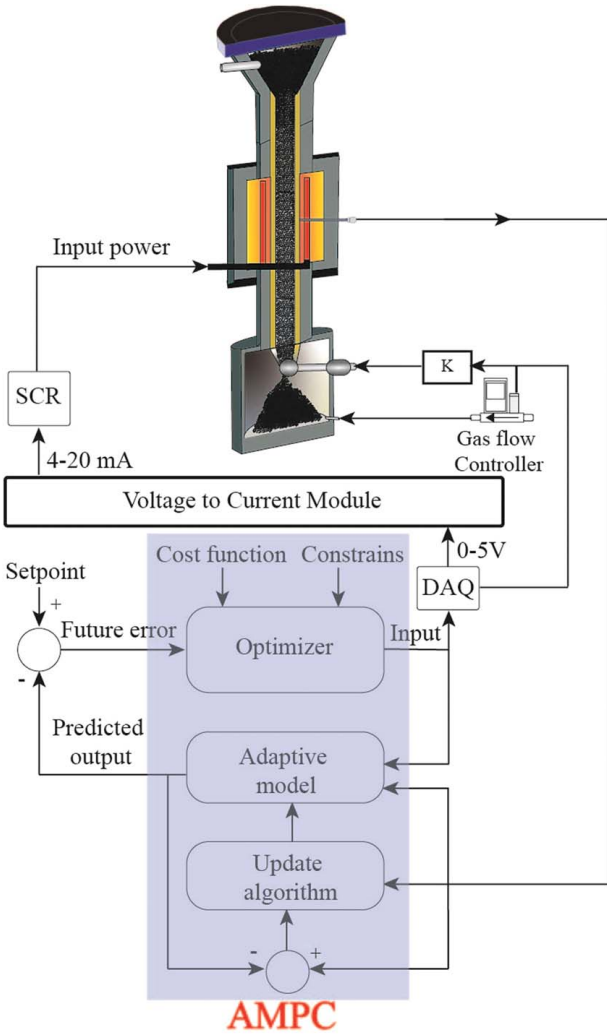 Input power
SCR
K
4-20 mA
Gas flow
Controller
Voltage to Current Module
0-5V
Cost function
Constrains
Setpoint
+
DAQ
Future error
Optimizer
Input
-
Predicted
output
Adaptive
model
Update
algorithm
-
+
AMPC